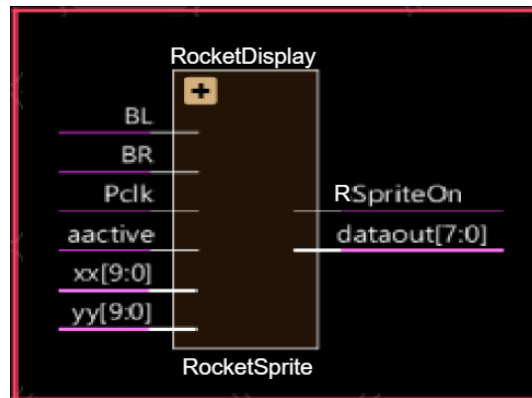 RocketDisplay
BL
BR
Pclk
aactive
xx[9:0]
yy[9:0]
RSpriteOn
dataout[7:0]
RocketSprite